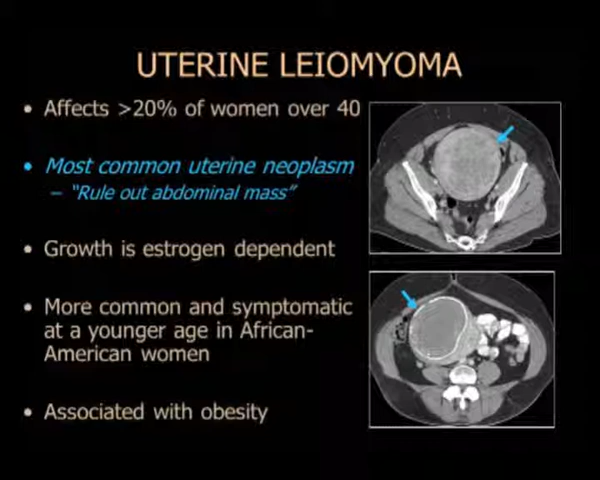 UTERINE LEIOMYOMA
• Affects >20% of women over 40
• Most common uterine neoplasm
– "Rule out abdominal mass"
• Growth is estrogen dependent
• More common and symptomatic
at a younger age in African-
American women
• Associated with obesity